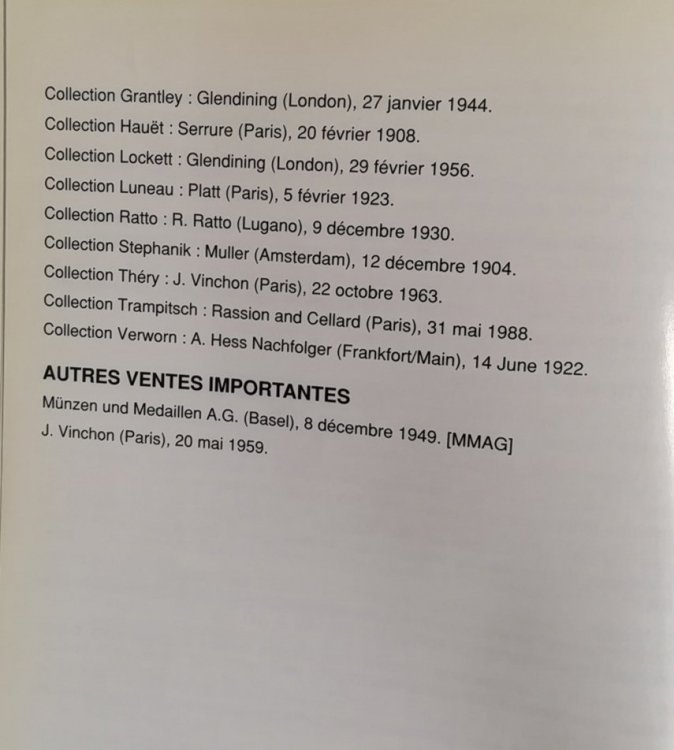 Collection Grantley : Glendining (London), 27 janvier 1944.
Collection Hauët : Serrure (Paris), 20 février 1908.
Collection Lockett : Glendining (London), 29 février 1956.
Collection Luneau : Platt (Paris), 5 février 1923.
Collection Ratto : R. Ratto (Lugano), 9 décembre 1930.
Collection Stephanik : Muller (Amsterdam), 12 décembre 1904.
Collection Théry : J. Vinchon (Paris), 22 octobre 1963.
Collection Trampitsch : Rassion and Cellard (Paris), 31 mai 1988.
Collection Verworn : A. Hess Nachfolger (Frankfort/Main), 14 June 1922.
AUTRES VENTES IMPORTANTES
Münzen und Medaillen A.G. (Basel), 8 décembre 1949. [MMAG]
J. Vinchon (Paris), 20 mai 1959.